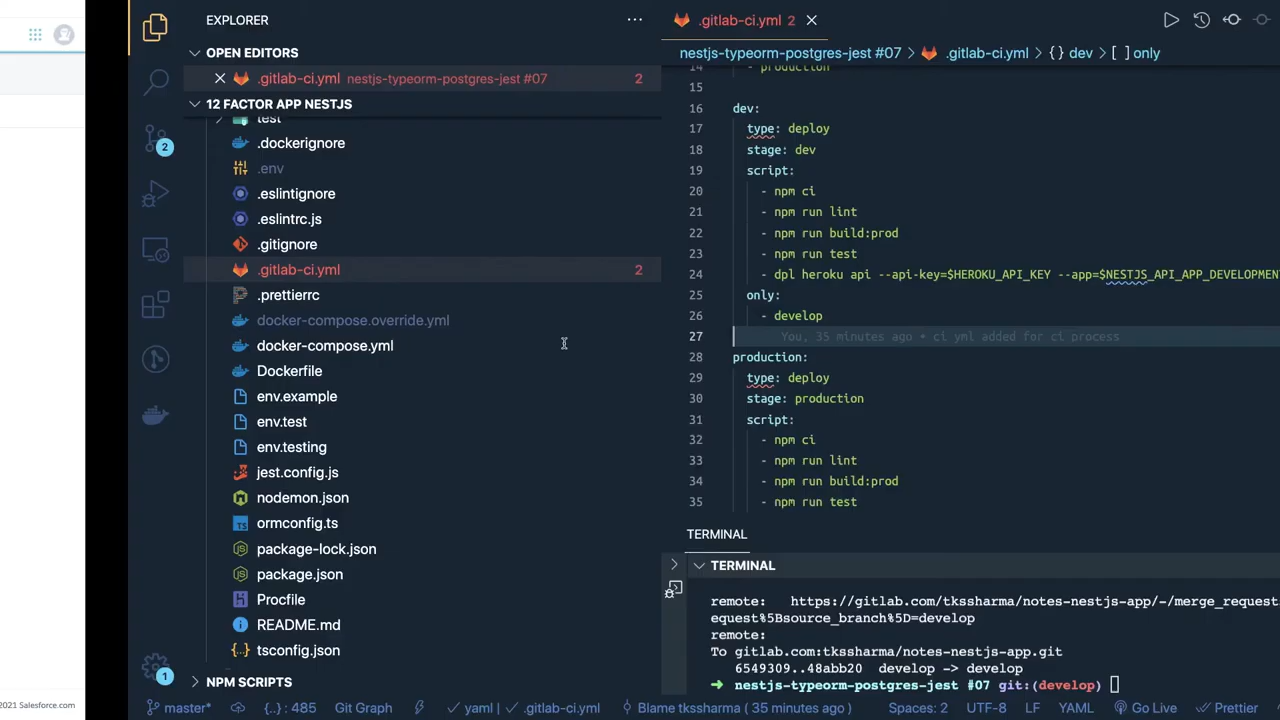 2021 Salesforce.com
EXPLORER
OPEN EDITORS
.gitlab-ci.yml nestjs-typeorm-postgres-jest #07 2
12 FACTOR APP NESTJS
test
.dockerignore
.env
.eslintignore
.eslintrc.js
.gitignore
.gitlab-ci.yml 2
.prettierrc
docker-compose.override.yml
docker-compose.yml
Dockerfile
env.example
env.test
env.testing
jest.config.js
nodemon.json
ormconfig.ts
package-lock.json
package.json
Procfile
README.md
tsconfig.json
NPM SCRIPTS
2
1
.gitlab-ci.yml 2
nestjs-typeorm-postgres-jest #07 > .gitlab-ci.yml > { } dev > [ ] only
14 - production
15
16 dev:
17 type: deploy
18 stage: dev
19 script:
20 - npm ci
21 - npm run lint
22 - npm run build:prod
23 - npm run test
24 - dpl heroku api --api-key=$HEROKU_API_KEY --app=$NESTJS_API_APP_DEVELOPMEN
25 only:
26 - develop
27 You, 35 minutes ago • ci yml added for ci process
28 production:
29 type: deploy
30 stage: production
31 script:
32 - npm ci
33 - npm run lint
34 - npm run build:prod
35 - npm run test
TERMINAL
TERMINAL
remote: https://gitlab.com/tkssharma/notes-nestjs-app/-/merge_request
equest%5Bsource_branch%5D=develop
remote:
To gitlab.com:tkssharma/notes-nestjs-app.git
6549309..48abb20 develop -> develop
➜ nestjs-typeorm-postgres-jest #07 git:(develop)
master* {..} : 485 Git Graph yaml | .gitlab-ci.yml Blame tkssharma ( 35 minutes ago ) Spaces: 2 UTF-8 LF YAML Go Live Prettier